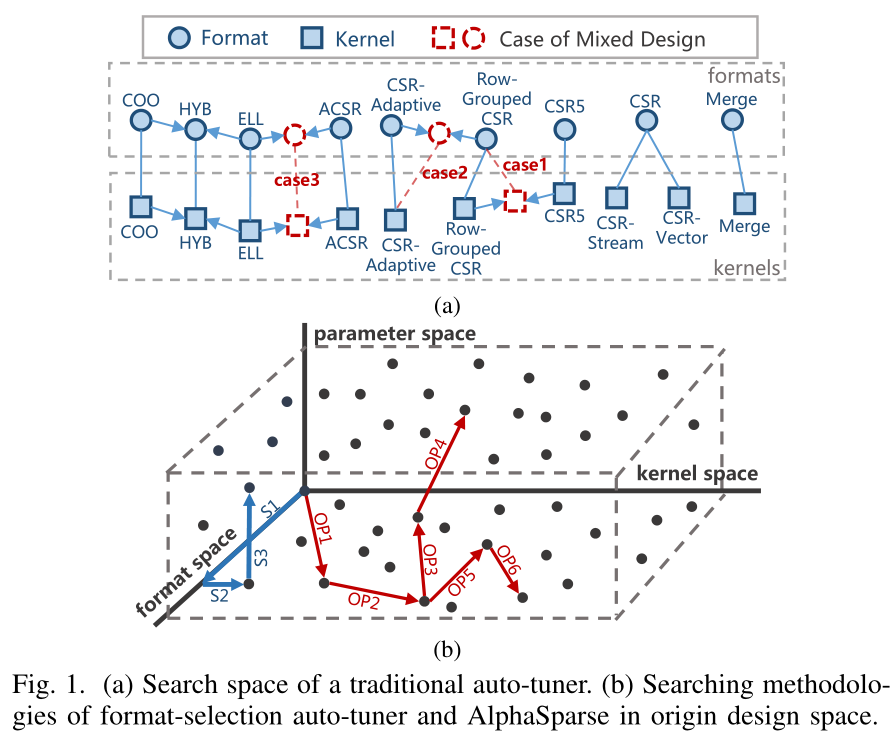 Format Kernel Case of Mixed Design
formats
COO HYB ELL ACSR CSR- Row- CSR5 CSR Merge
Adaptive Grouped
CSR
case3 case2 case1
COO HYB ELL ACSR CSR- Row- CSR5 CSR- CSR- Merge
Adaptive Grouped Stream Vector
CSR
kernels
(a)
parameter space
OP4
kernel space
S1
OP1
format space
S3
S2
OP2
OP3
OP5
OP6
(b)
Fig. 1. (a) Search space of a traditional auto-tuner. (b) Searching methodolo-
gies of format-selection auto-tuner and AlphaSparse in origin design space.